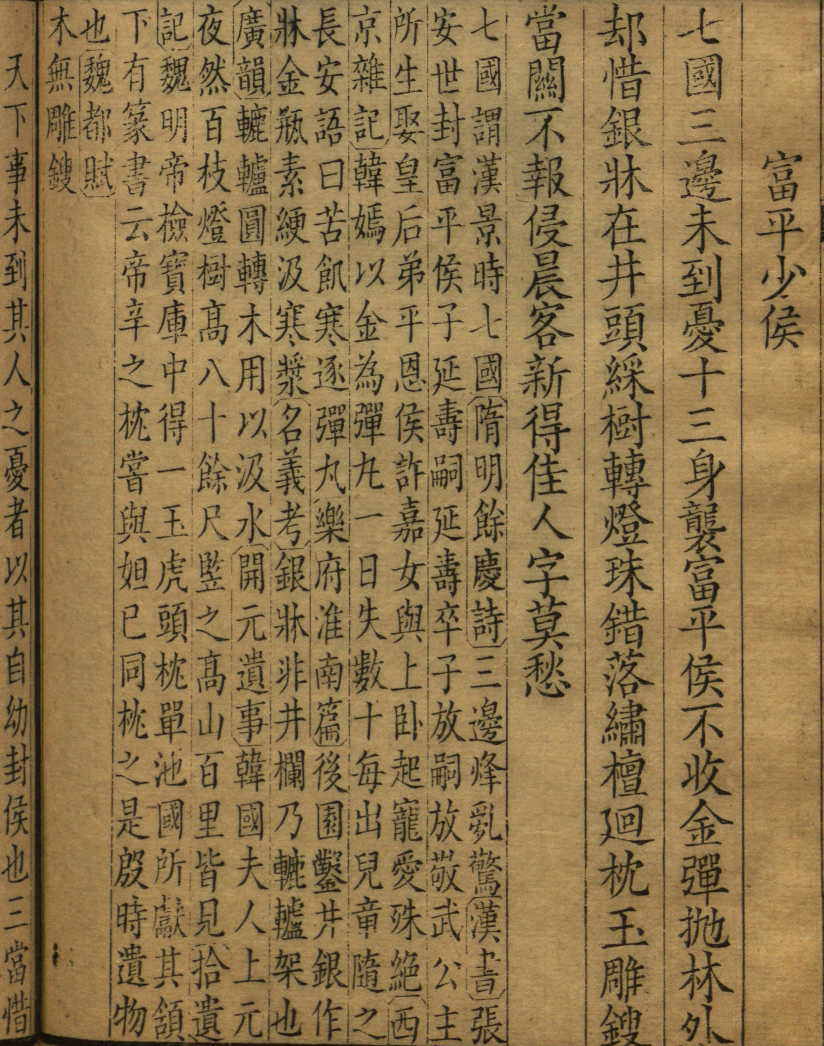 富平少侯
七國三邊未到憂十三身襲富平侯不收金彈拋林外
却惜銀牀在井頭綵樹轉燈珠錯落繡檀廻枕玉雕鎪
當關不報侵晨客新得佳人字莫愁
七國謂漢景時七國隋明餘慶詩三邊烽亂驚漢書張
安世封富平侯子延壽嗣延壽卒子放嗣放敬武公主
所生娶皇后弟平恩侯許嘉女與上臥起寵愛殊絕西
京雜記韓嫣以金為彈丸一日失數十每出兒童隨之
長安語曰苦飢寒逐彈丸樂府淮南篇後園鑿井銀作
牀金瓶素綆汲寒漿名義考銀牀非井欄乃轆轤架也
廣韻轆轤圓轉木用以汲水開元遺事韓國夫人上元
夜然百枝燈樹高八十餘尺豎之高山百里皆見拾遺
記魏明帝檢寶庫中得一玉虎頭枕單池國所獻其頷
下有篆書云帝辛之枕嘗與妲已同枕之是殷時遺物
也魏都賦
木無雕鎪
天下事未到其人之憂者以其自幼封侯也三當惜